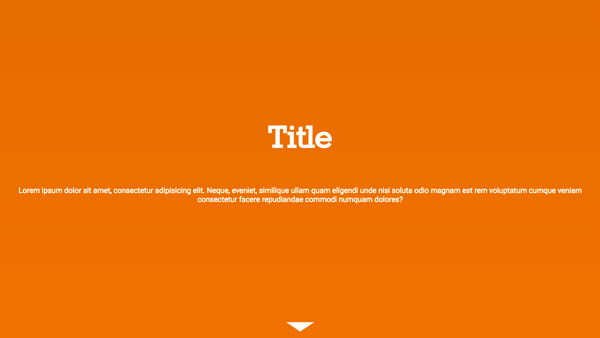 Title
Lorem ipsum dolor sit amet, consectetur adipisicing elit. Neque, eveniet, similique ullam quam eligendi unde nisi soluta odio magnam est rem voluptatum cumque veniam
consectetur facere repudiandae commodi numquam dolores?